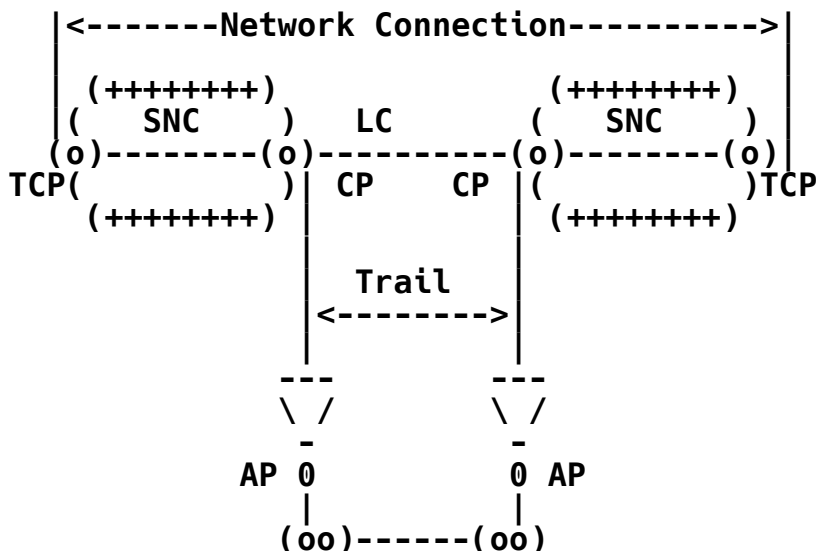 |<-------Network Connection---------->|
|                                     |
|  (++++++++)              (++++++++) |
|(   SNC    )   LC       (   SNC    ) |
(o)--------(o)----------(o)--------(o)|
TCP(          )| CP    CP |(          )TCP
(++++++++) |          | (++++++++)
|          |
|  Trail   |
|<-------->|
|          |
---        ---
\ /        \ /
-          -
AP 0          0 AP
|          |
(oo)------(oo)